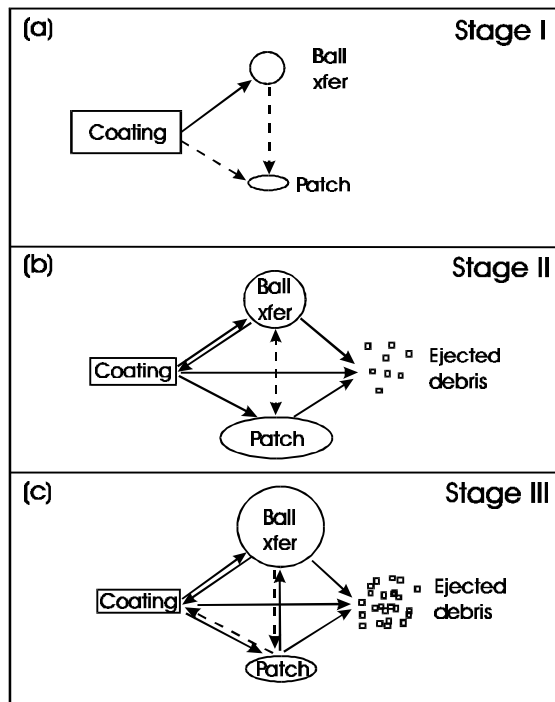 (a)
Stage I
Ball
xfer
Coating
Patch
(b)
Stage II
Ball
xfer
Coating
Ejected
debris
Patch
(c)
Stage III
Ball
xfer
Coating
Ejected
debris
Patch